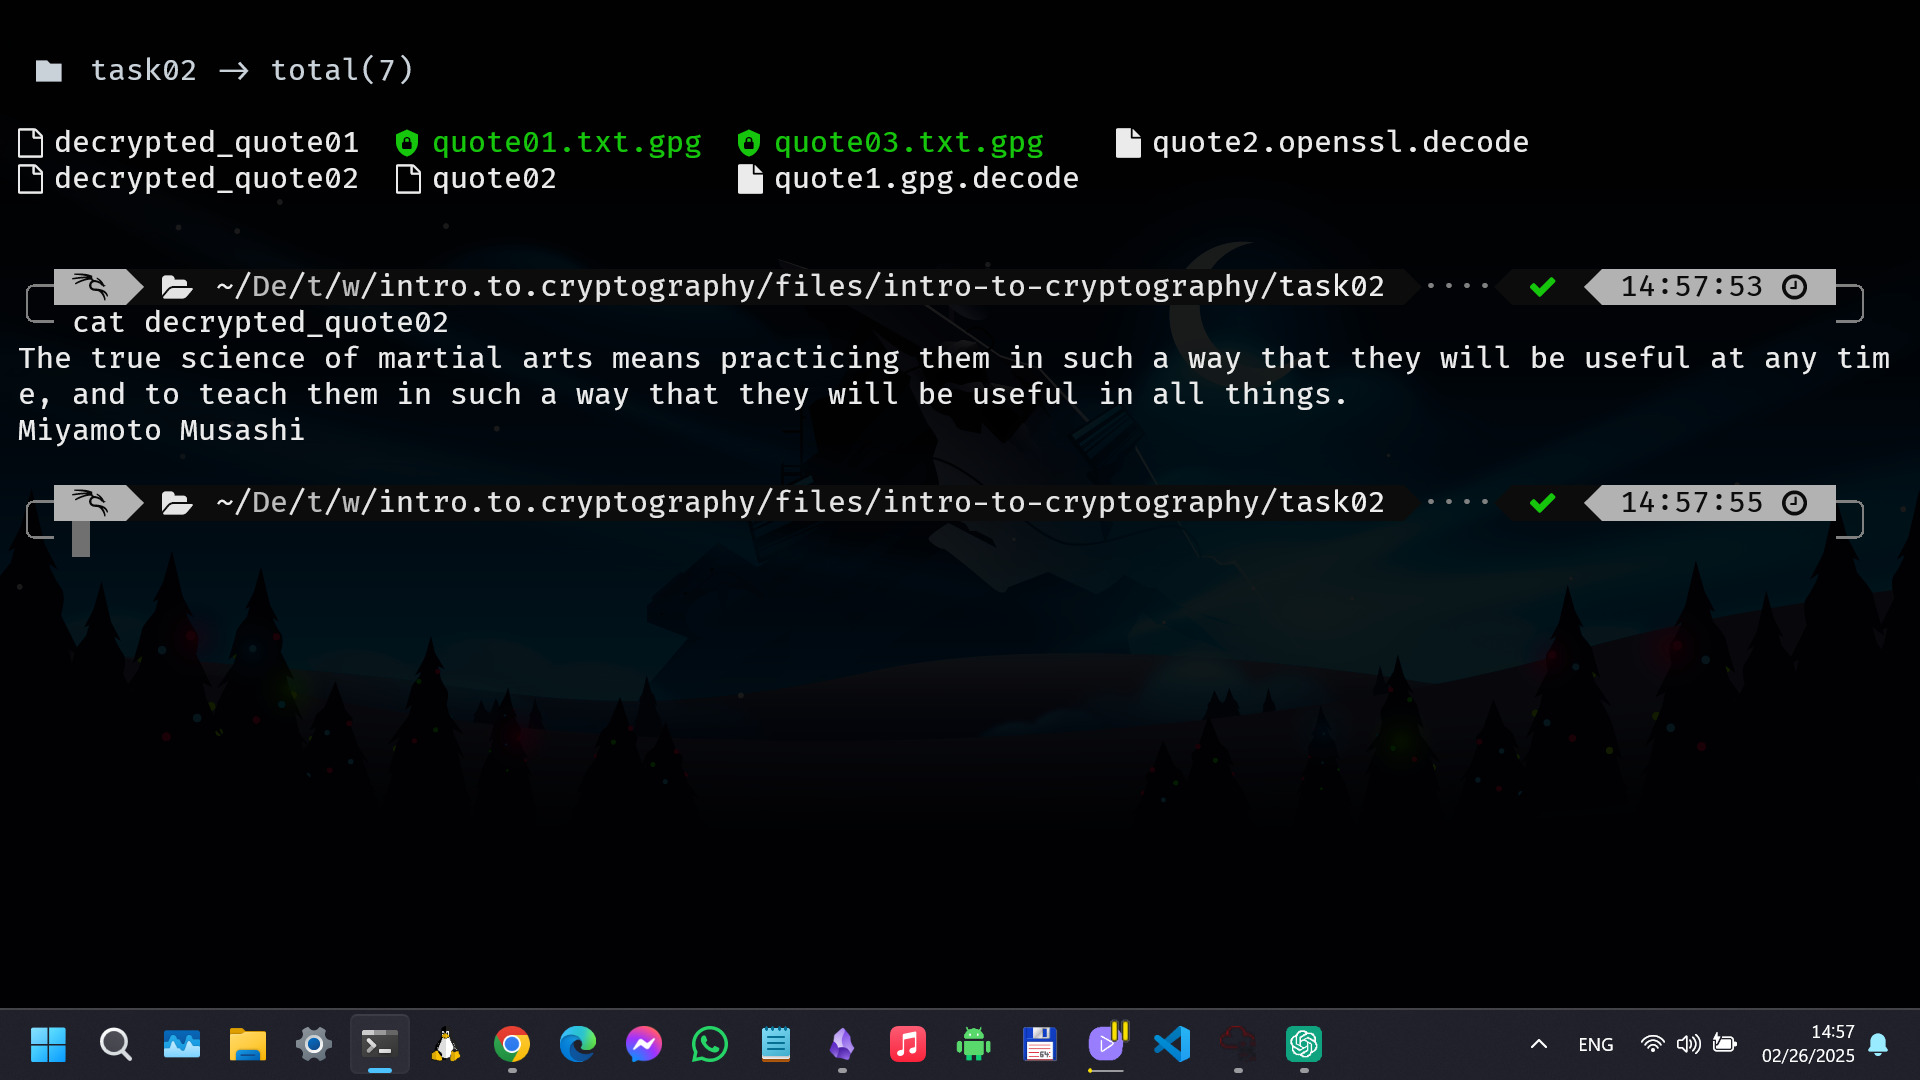 task02 → total(7)
decrypted_quote01 quote01.txt.gpg quote03.txt.gpg quote2.openssl.decode
decrypted_quote02 quote02 quote1.gpg.decode
~/De/t/w/intro.to.cryptography/files/intro-to-cryptography/task02 ···· ✔ 14:57:53
cat decrypted_quote02
The true science of martial arts means practicing them in such a way that they will be useful at any tim
e, and to teach them in such a way that they will be useful in all things.
Miyamoto Musashi
~/De/t/w/intro.to.cryptography/files/intro-to-cryptography/task02 ···· ✔ 14:57:55
64
ENG
14:57
02/26/2025